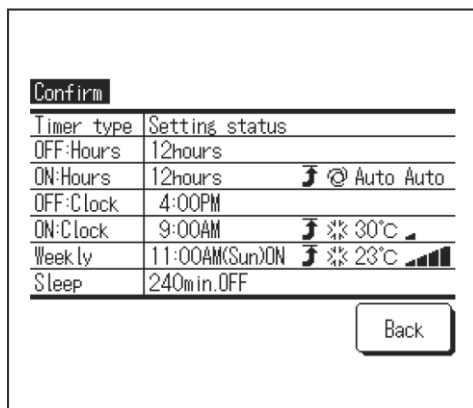 Confirm
Timer type Setting status
OFF:Hours 12hours
ON:Hours 12hours Auto Auto
OFF:Clock 4:00PM
ON:Clock 9:00AM 30°C
Weekly 11:00AM(Sun)ON 23°C
Sleep 240min.OFF
Back